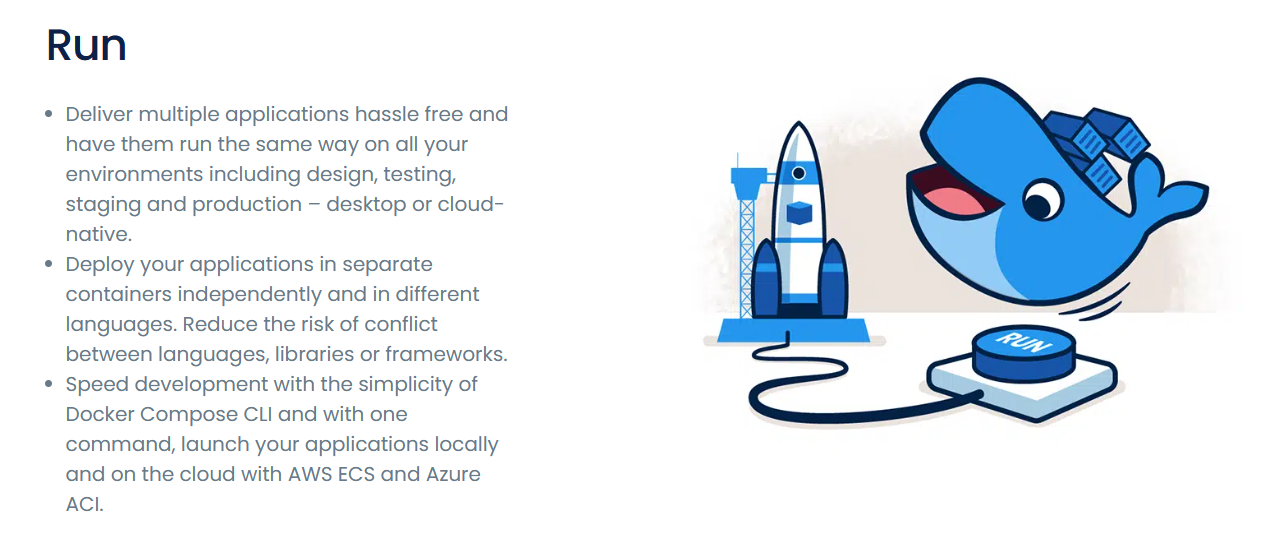 Run
• Deliver multiple applications hassle free and
have them run the same way on all your
environments including design, testing,
staging and production – desktop or cloud-
native.
• Deploy your applications in separate
containers independently and in different
languages. Reduce the risk of conflict
between languages, libraries or frameworks.
• Speed development with the simplicity of
Docker Compose CLI and with one
command, launch your applications locally
and on the cloud with AWS ECS and Azure
ACI.
RUN